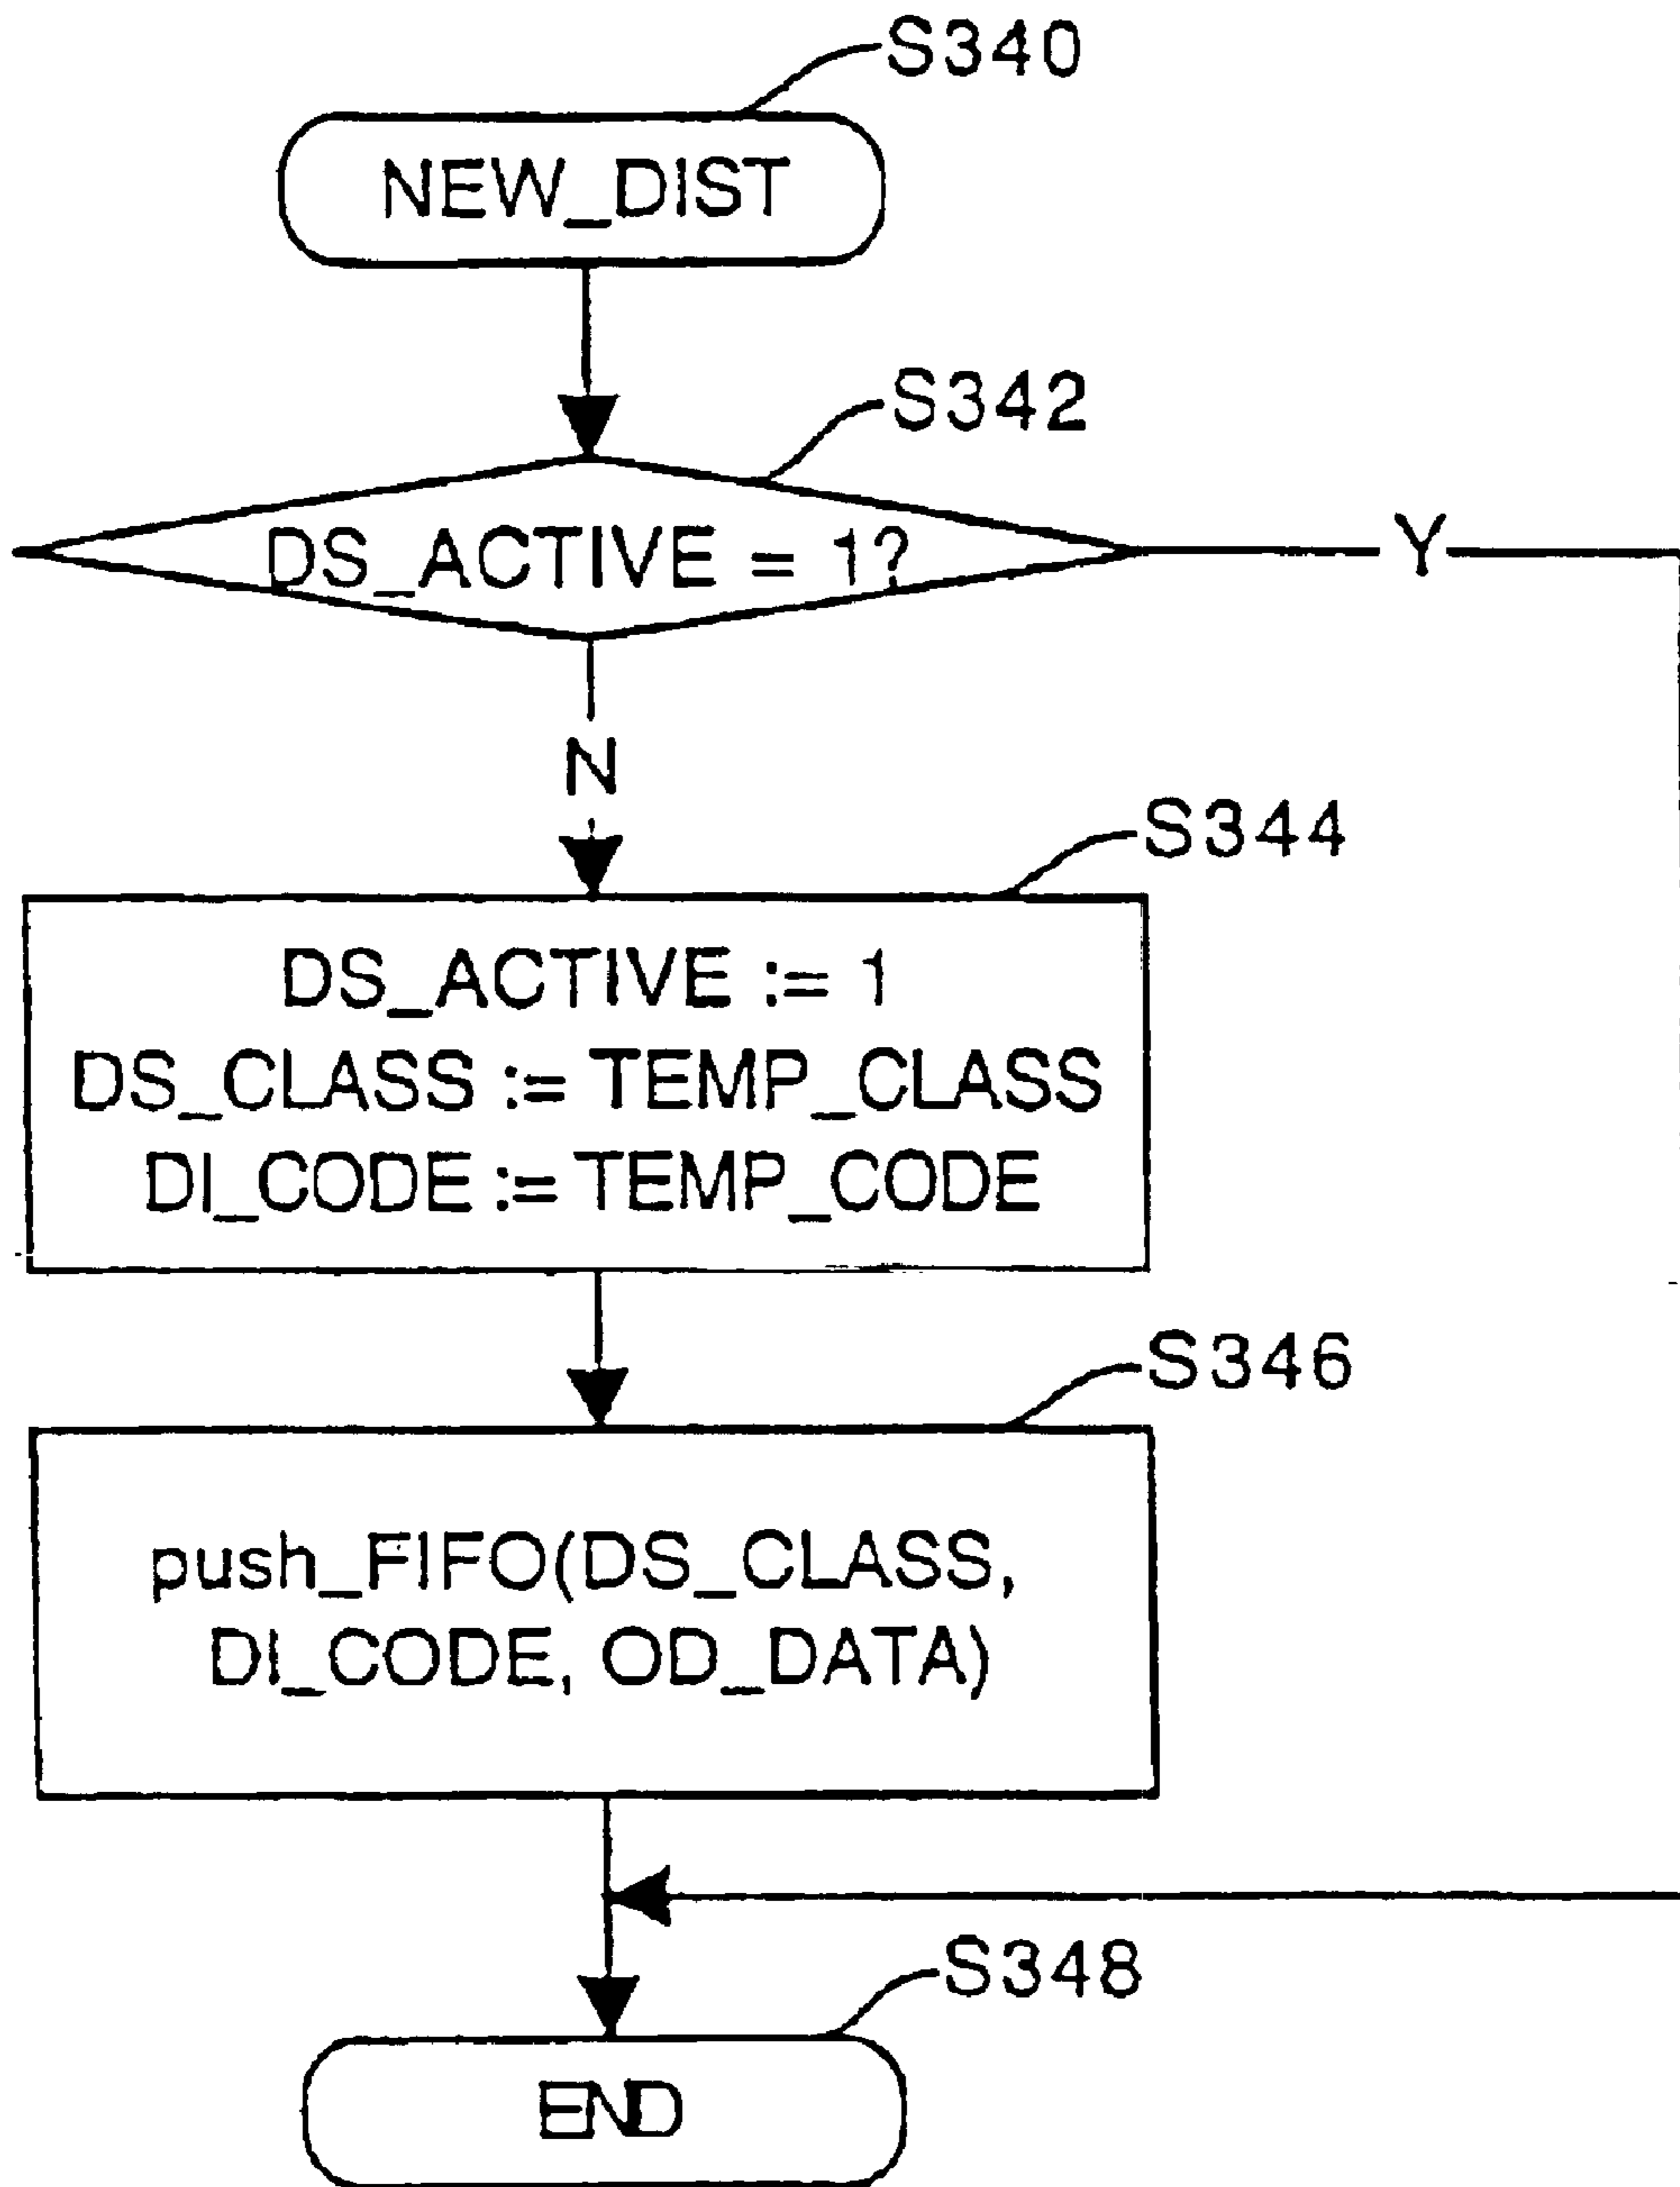 S340
NEW_DIST
S342
DS_ACTIVE = 1?
Y
N
S344
DS_ACTIVE := 1
DS_CLASS := TEMP_CLASS
DI_CODE := TEMP_CODE
S346
push_FIFO(DS_CLASS,
DI_CODE, OD_DATA)
S348
END